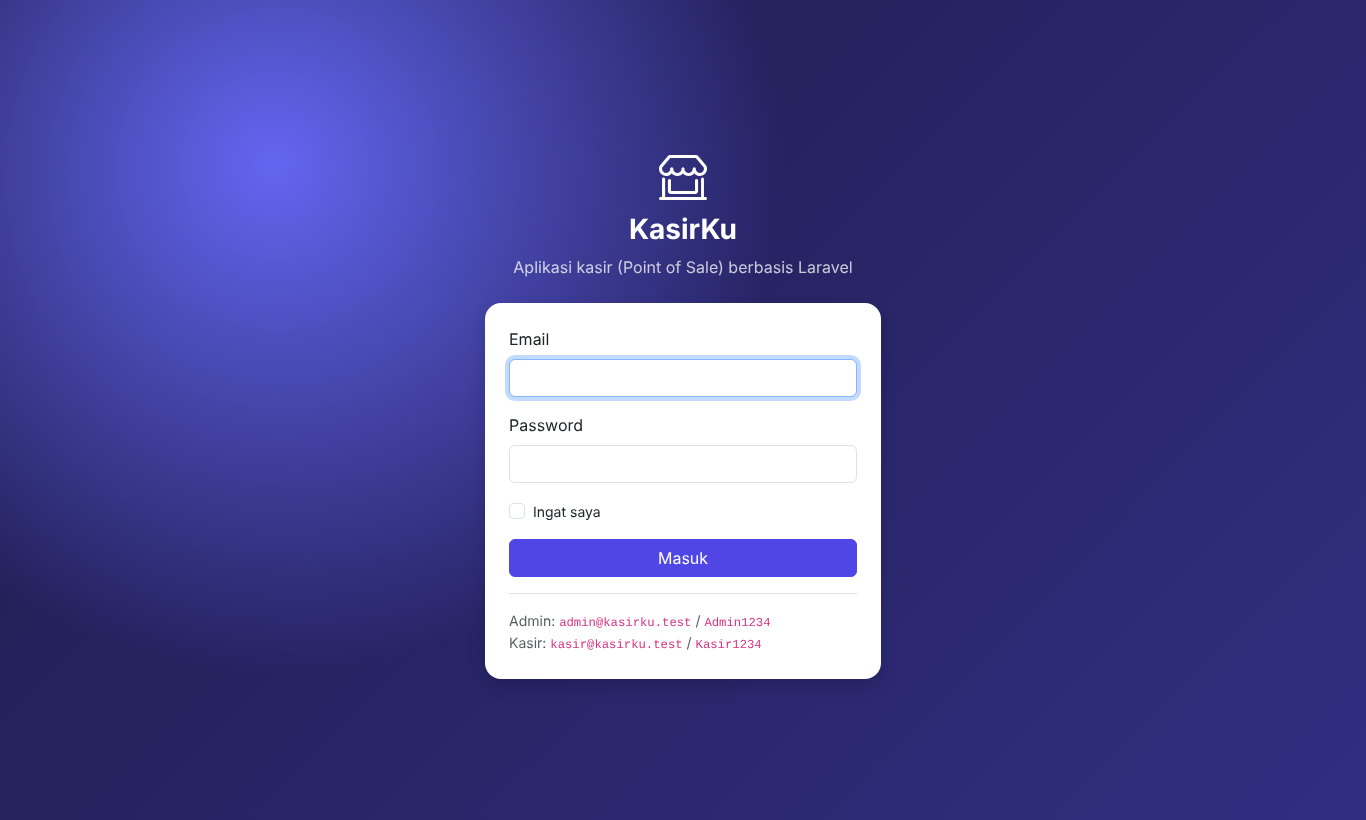 KasirKu
Aplikasi kasir (Point of Sale) berbasis Laravel
Email
Password
Ingat saya
Masuk
Admin: admin@kasirku.test / Admin1234
Kasir: kasir@kasirku.test / Kasir1234